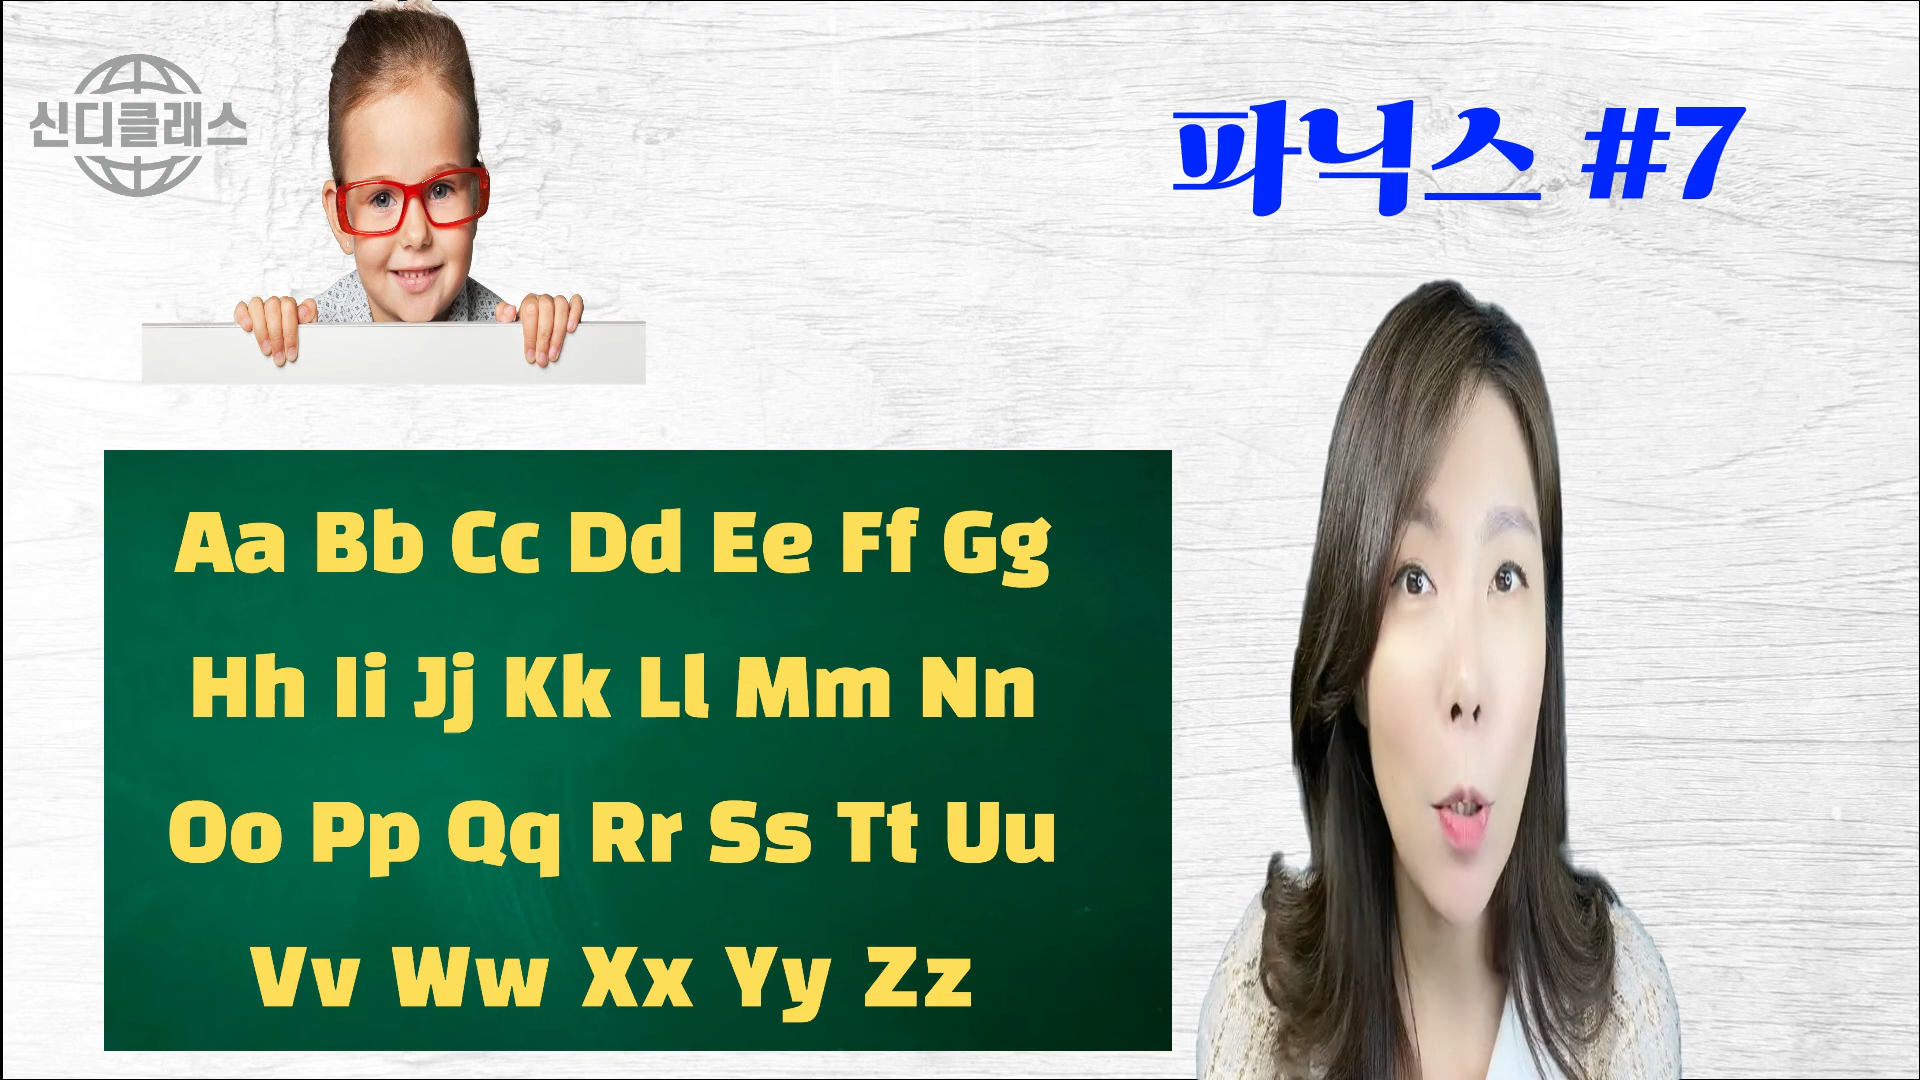 신디클래스
파닉스 #7
Aa Bb Cc Dd Ee Ff Gg
Hh Ii Jj Kk Ll Mm Nn
Oo Pp Qq Rr Ss Tt Uu
Vv Ww Xx Yy Zz